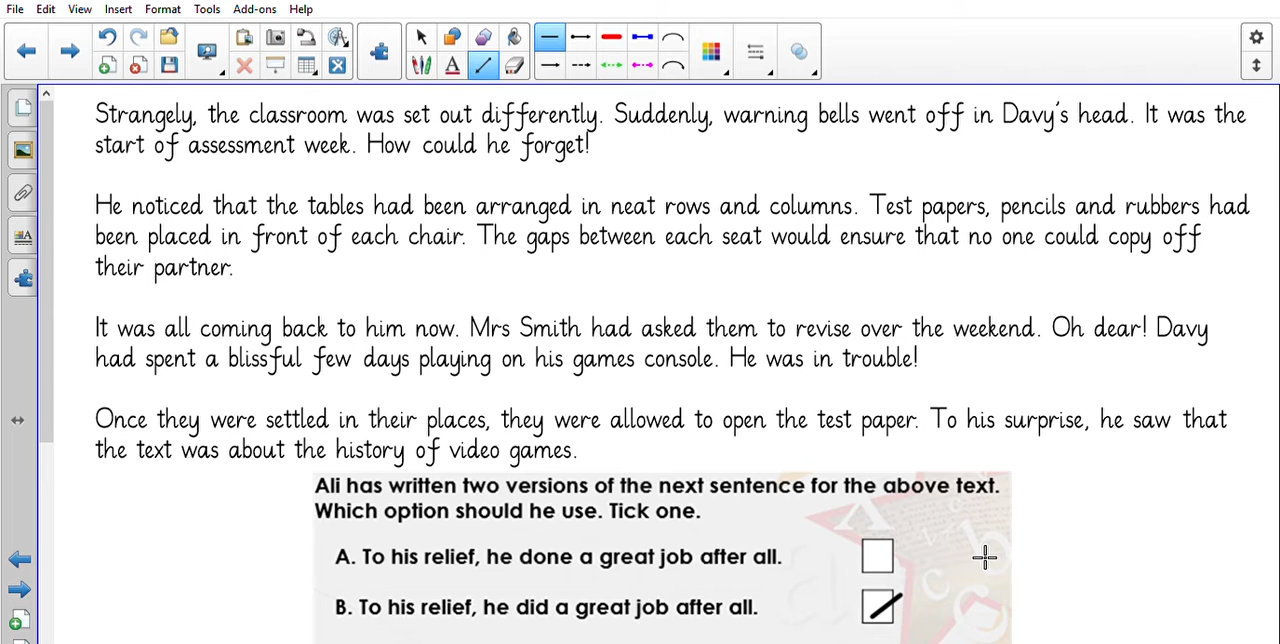 File Edit View Insert Format Tools Add-ons Help
Strangely, the classroom was set out differently. Suddenly, warning bells went off in Davy's head. It was the
start of assessment week. How could he forget!
He noticed that the tables had been arranged in neat rows and columns. Test papers, pencils and rubbers had
been placed in front of each chair. The gaps between each seat would ensure that no one could copy off
their partner.
It was all coming back to him now. Mrs Smith had asked them to revise over the weekend. Oh dear! Davy
had spent a blissful few days playing on his games console. He was in trouble!
Once they were settled in their places, they were allowed to open the test paper. To his surprise, he saw that
the text was about the history of video games.
Ali has written two versions of the next sentence for the above text.
Which option should he use. Tick one.
A. To his relief, he done a great job after all.
B. To his relief, he did a great job after all.